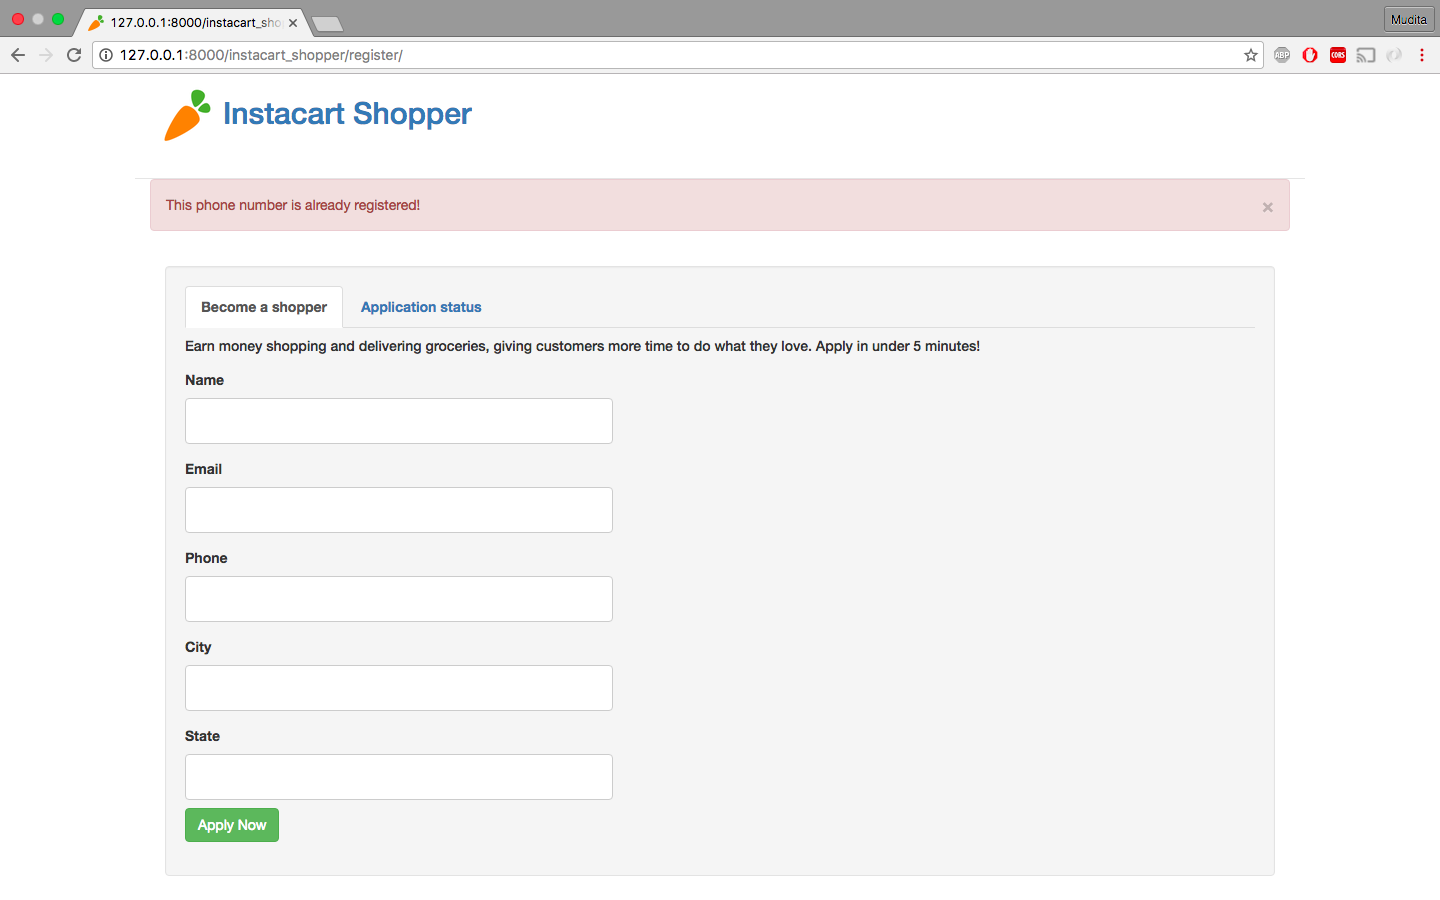 127.0.0.1:8000/instacart_sho
Mudita
127.0.0.1:8000/instacart_shopper/register/
ABP
CORS
Instacart Shopper
This phone number is already registered!
×
Become a shopper
Application status
Earn money shopping and delivering groceries, giving customers more time to do what they love. Apply in under 5 minutes!
Name
Email
Phone
City
State
Apply Now